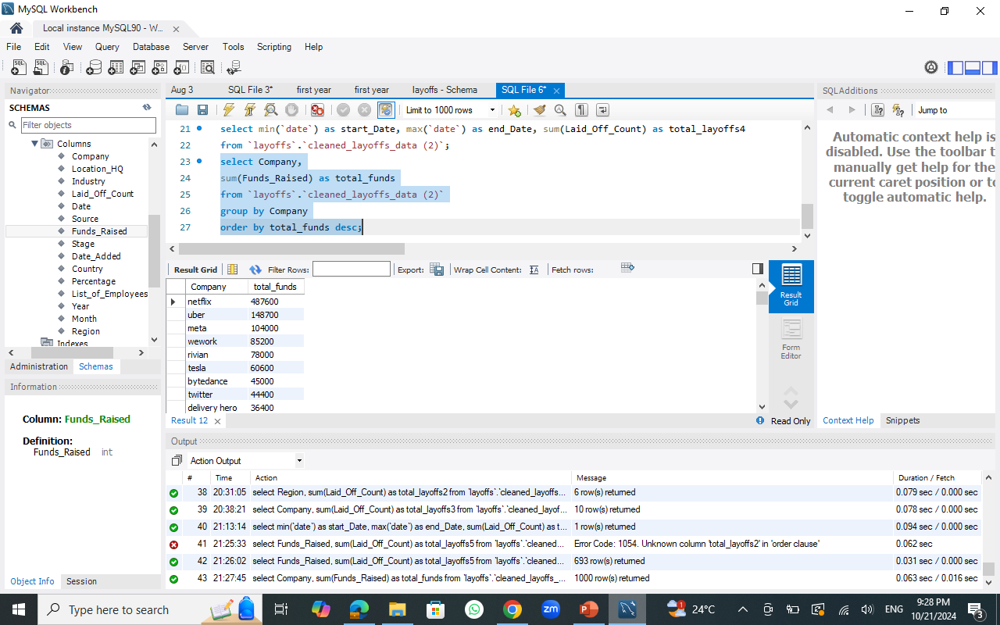 MySQL Workbench
Local instance MySQL90 - W...
File Edit View Query Database Server Tools Scripting Help
Navigator
SCHEMAS
Filter objects
Columns
Company
Location_HQ
Industry
Laid_Off_Count
Date
Source
Funds_Raised
Stage
Date_Added
Country
Percentage
List_of_Employees
Year
Month
Region
Indexes
Administration Schemas
Information
Column: Funds_Raised
Definition:
Funds_Raised int
Object Info Session
Aug 3 SQL File 3* first year first year layoffs - Schema SQL File 6*
Limit to 1000 rows
21 select min(`date`) as start_Date, max(`date`) as end_Date, sum(Laid_Off_Count) as total_layoffs4
22 from `layoffs`.`cleaned_layoffs_data (2)`;
23 select Company,
24 sum(Funds_Raised) as total_funds
25 from `layoffs`.`cleaned_layoffs_data (2)`
26 group by Company
27 order by total_funds desc;
Result Grid Filter Rows: Export: Wrap Cell Content: Fetch rows:
Company total_funds
netflix 487600
uber 148700
meta 104000
wework 85200
rivian 78000
tesla 60600
bytedance 45000
twitter 44400
delivery hero 36400
Result Grid
Form Editor
Result 12 Read Only
SQLAdditions
Jump to
Automatic context help is
disabled. Use the toolbar t
manually get help for the
current caret position or to
toggle automatic help.
Context Help Snippets
Output
Action Output
# Time Action Message Duration / Fetch
38 20:31:05 select Region, sum(Laid_Off_Count) as total_layoffs2 from `layoffs`.`cleaned_layoffs... 6 row(s) returned 0.079 sec / 0.000 sec
39 20:38:21 select Company, sum(Laid_Off_Count) as total_layoffs3 from `layoffs`.`cleaned_layof... 10 row(s) returned 0.078 sec / 0.000 sec
40 21:13:14 select min(`date`) as start_Date, max(`date`) as end_Date, sum(Laid_Off_Count) as t... 1 row(s) returned 0.094 sec / 0.000 sec
41 21:25:33 select Funds_Raised, sum(Laid_Off_Count) as total_layoffs5 from `layoffs`.`cleaned... Error Code: 1054. Unknown column 'total_layoffs2' in 'order clause' 0.062 sec
42 21:26:02 select Funds_Raised, sum(Laid_Off_Count) as total_layoffs5 from `layoffs`.`cleaned... 693 row(s) returned 0.031 sec / 0.000 sec
43 21:27:45 select Company, sum(Funds_Raised) as total_funds from `layoffs`.`cleaned_layoffs_... 1000 row(s) returned 0.063 sec / 0.016 sec
Type here to search
zm
1
24°C
ENG
9:28 PM
10/21/2024
3